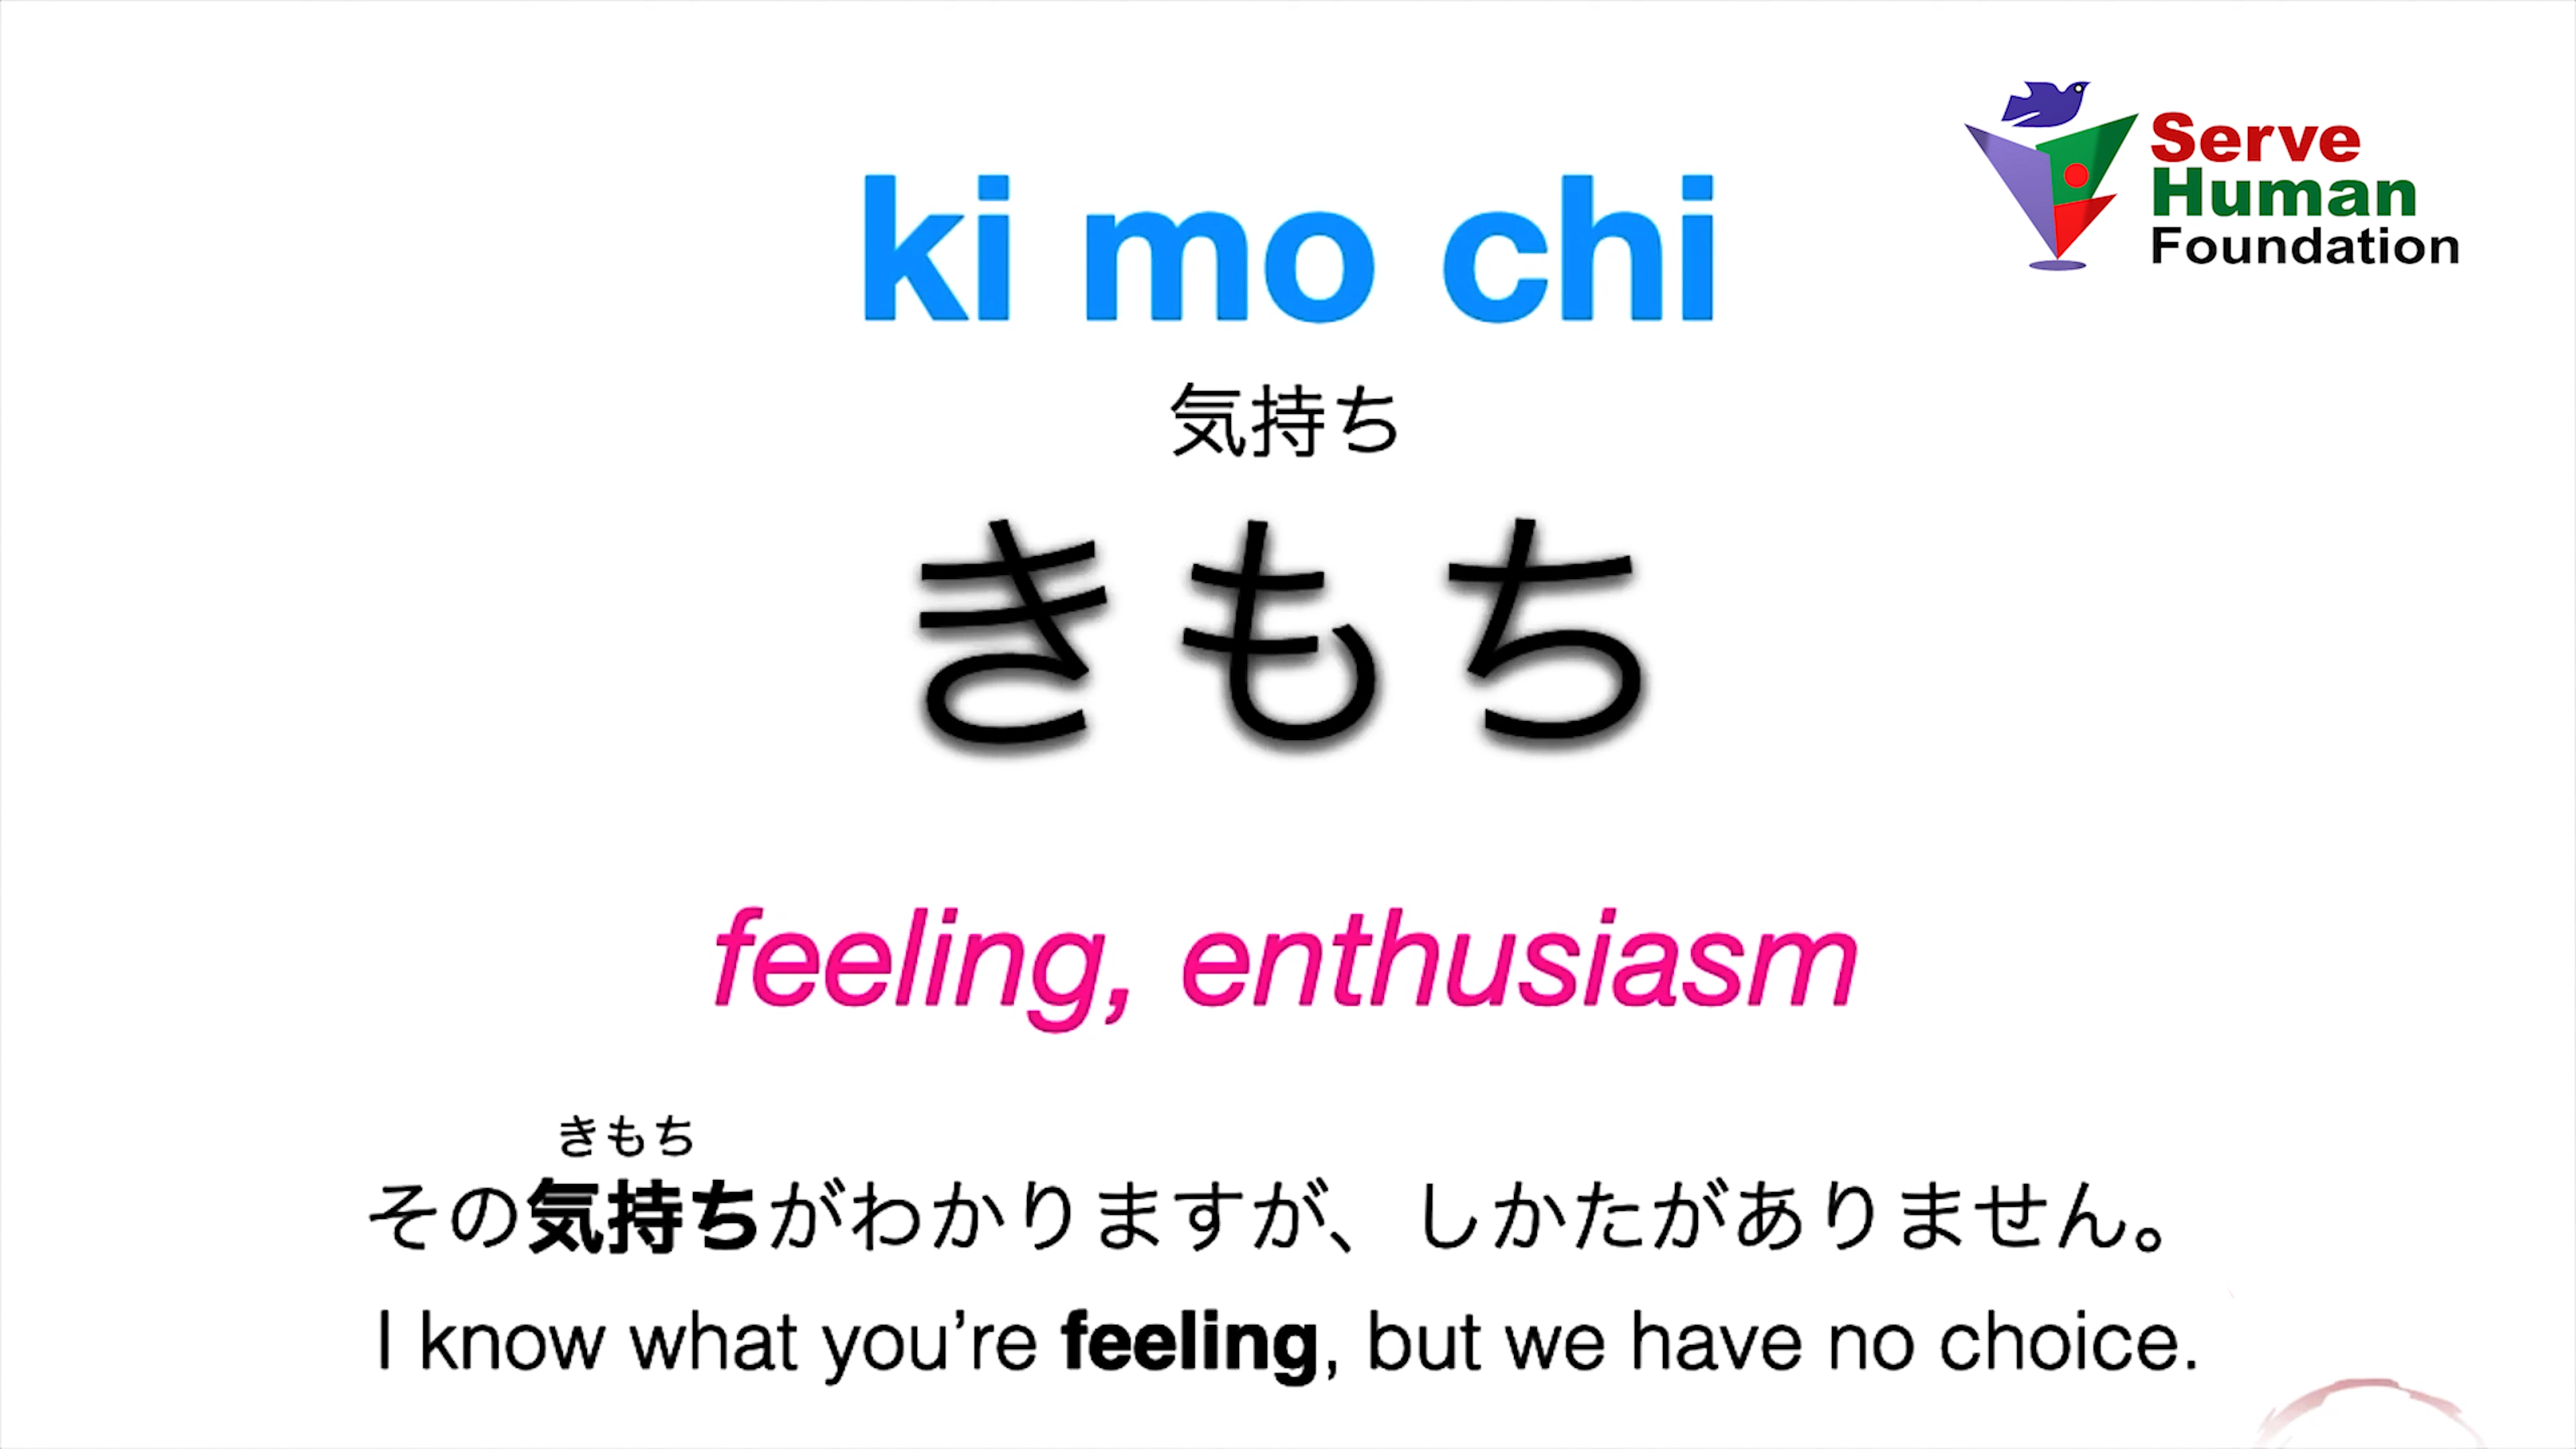 Serve
Human
Foundation
ki mo chi
気持ち
きもち
feeling, enthusiasm
きもち
その気持ちがわかりますが、しかたがありません。
I know what you’re feeling, but we have no choice.